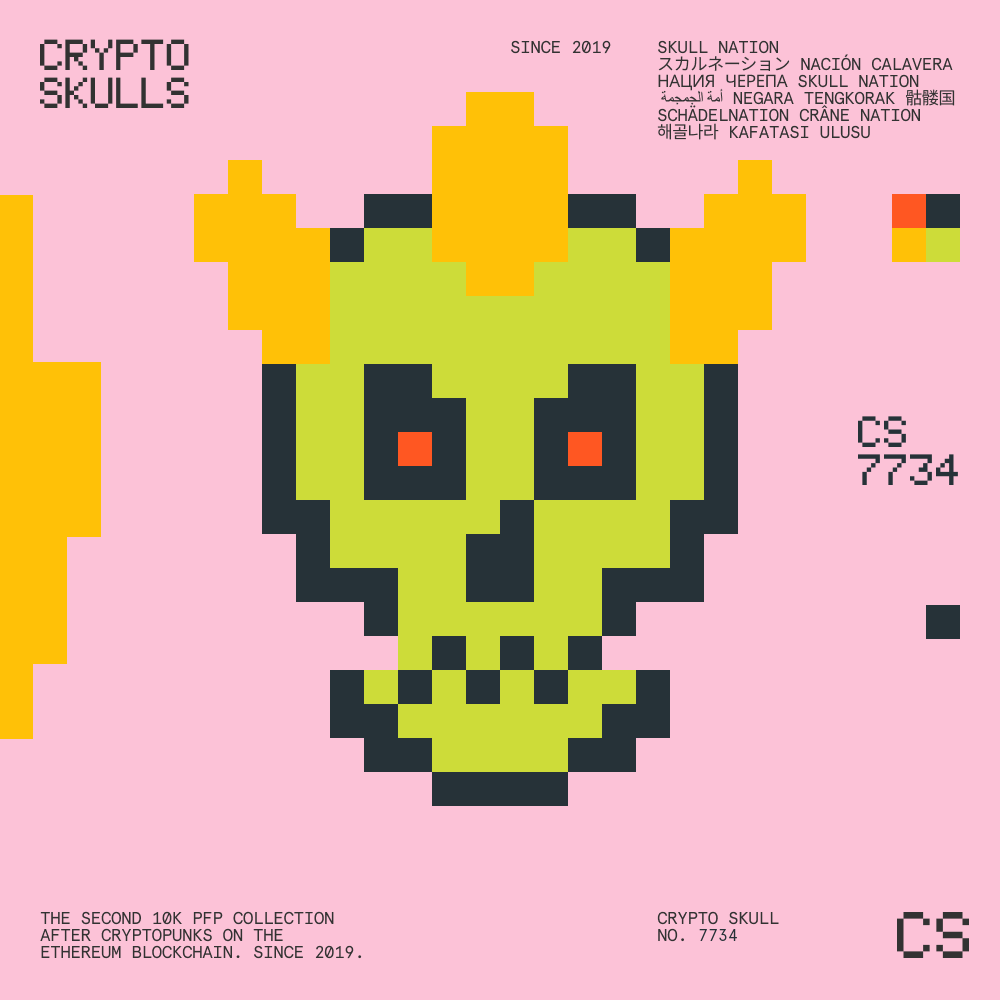 CRYPTO
SKULLS
SINCE 2019
SKULL NATION
スカルネーション NACIÓN CALAVERA
НАЦИЯ ЧЕРЕПА SKULL NATION
أمة الجمجمة NEGARA TENGKORAK 骷髅国
SCHÄDELNATION CRÂNE NATION
해골나라 KAFATASI ULUSU
CS
7734
THE SECOND 10K PFP COLLECTION
AFTER CRYPTOPUNKS ON THE
ETHEREUM BLOCKCHAIN. SINCE 2019.
CRYPTO SKULL
NO. 7734
CS